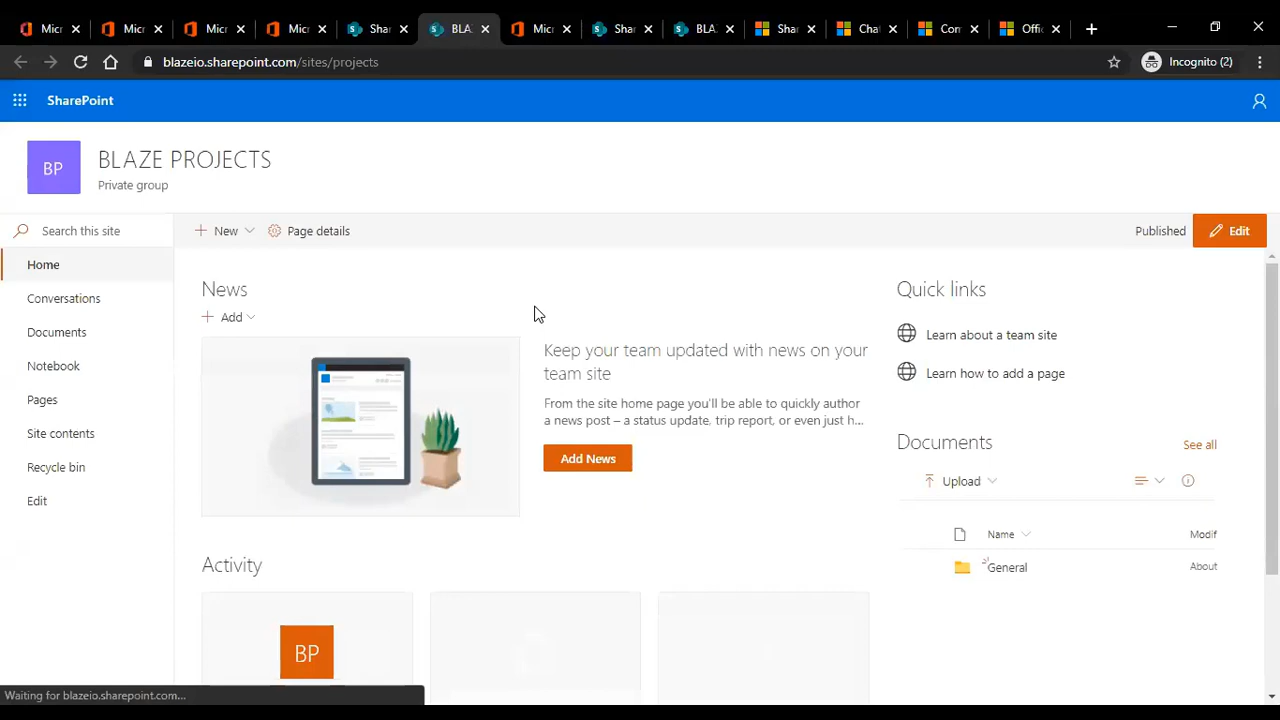 Micr
Micr
Micr
Micr
Shar
BLA
Micr
Shar
BLAZ
Shar
Cha
Com
Offic
blazeio.sharepoint.com/sites/projects
Incognito (2)
SharePoint
BP
BLAZE PROJECTS
Private group
Search this site
New
Page details
Published
Edit
Home
Conversations
Documents
Notebook
Pages
Site contents
Recycle bin
Edit
News
Add
Keep your team updated with news on your
team site
From the site home page you'll be able to quickly author
a news post – a status update, trip report, or even just h...
Add News
Quick links
Learn about a team site
Learn how to add a page
Documents
See all
Upload
Name
Modif
General
About
Activity
BP
Waiting for blazeio.sharepoint.com...